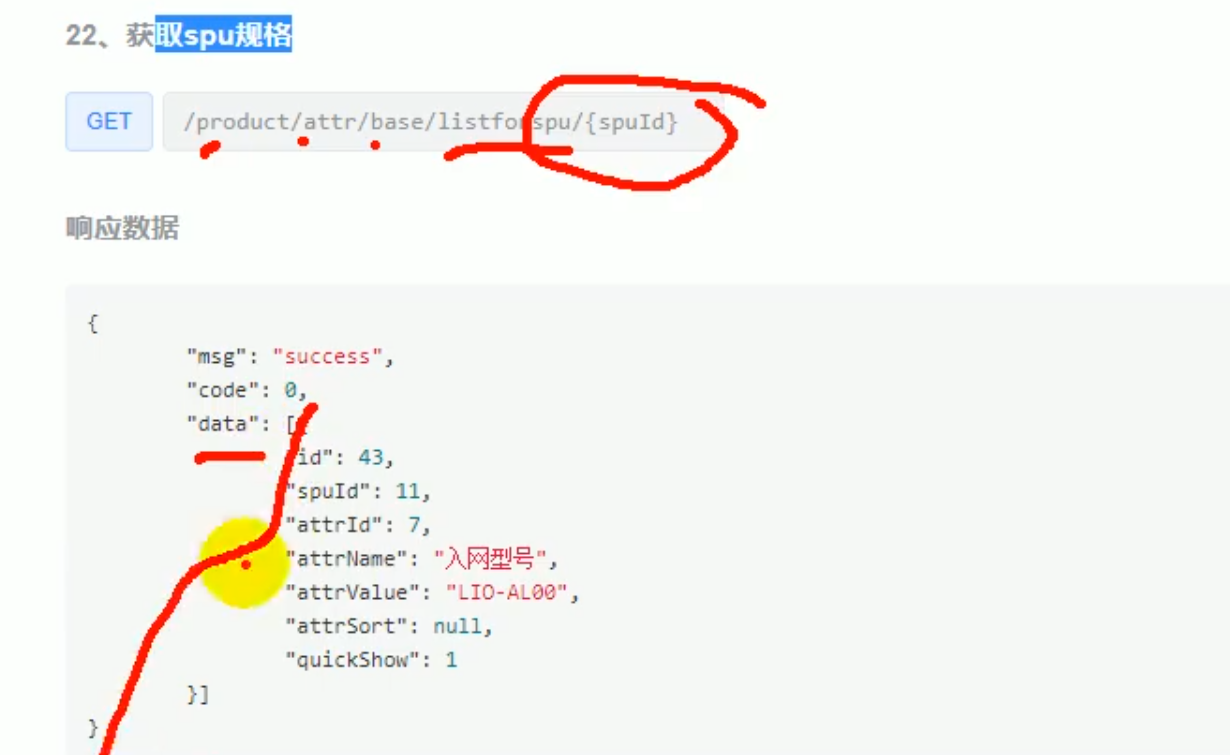 22、获取spu规格
GET /product/attr/base/listforspu/{spuId}
响应数据
{
"msg": "success",
"code": 0,
"data": [{
"id": 43,
"spuId": 11,
"attrId": 7,
"attrName": "入网型号",
"attrValue": "LIO-AL00",
"attrSort": null,
"quickShow": 1
}]
}